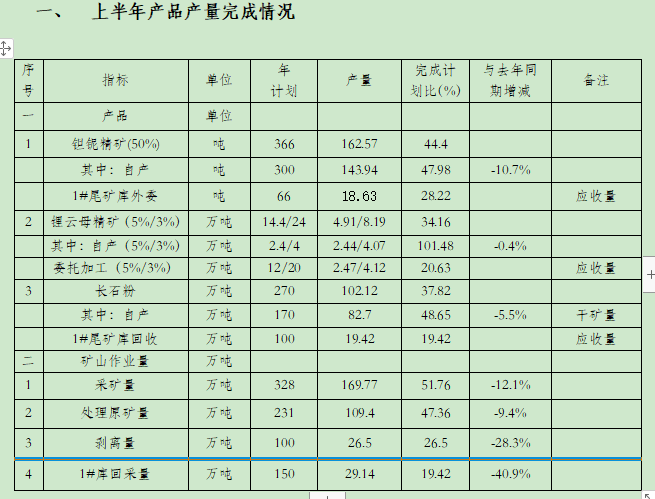 一、 上半年产品产量完成情况
序号 指标 单位 年计划 产量 完成计划比(%) 与去年同期增减 备注
一 产品 单位
1 钽铌精矿(50%) 吨 366 162.57 44.4
其中：自产 吨 300 143.94 47.98 -10.7%
1#尾矿库外委 吨 66 18.63 28.22 应收量
2 锂云母精矿（5%/3%） 万吨 14.4/24 4.91/8.19 34.16
其中：自产（5%/3%） 万吨 2.4/4 2.44/4.07 101.48 -0.4%
委托加工（5%/3%） 万吨 12/20 2.47/4.12 20.63 应收量
3 长石粉 万吨 270 102.12 37.82
其中：自产 万吨 170 82.7 48.65 -5.5% 干矿量
1#尾矿库回收 万吨 100 19.42 19.42 应收量
二 矿山作业量 万吨
1 采矿量 万吨 328 169.77 51.76 -12.1%
2 处理原矿量 万吨 231 109.4 47.36 -9.4%
3 剥离量 万吨 100 26.5 26.5 -28.3%
4 1#库回采量 万吨 150 29.14 19.42 -40.9%